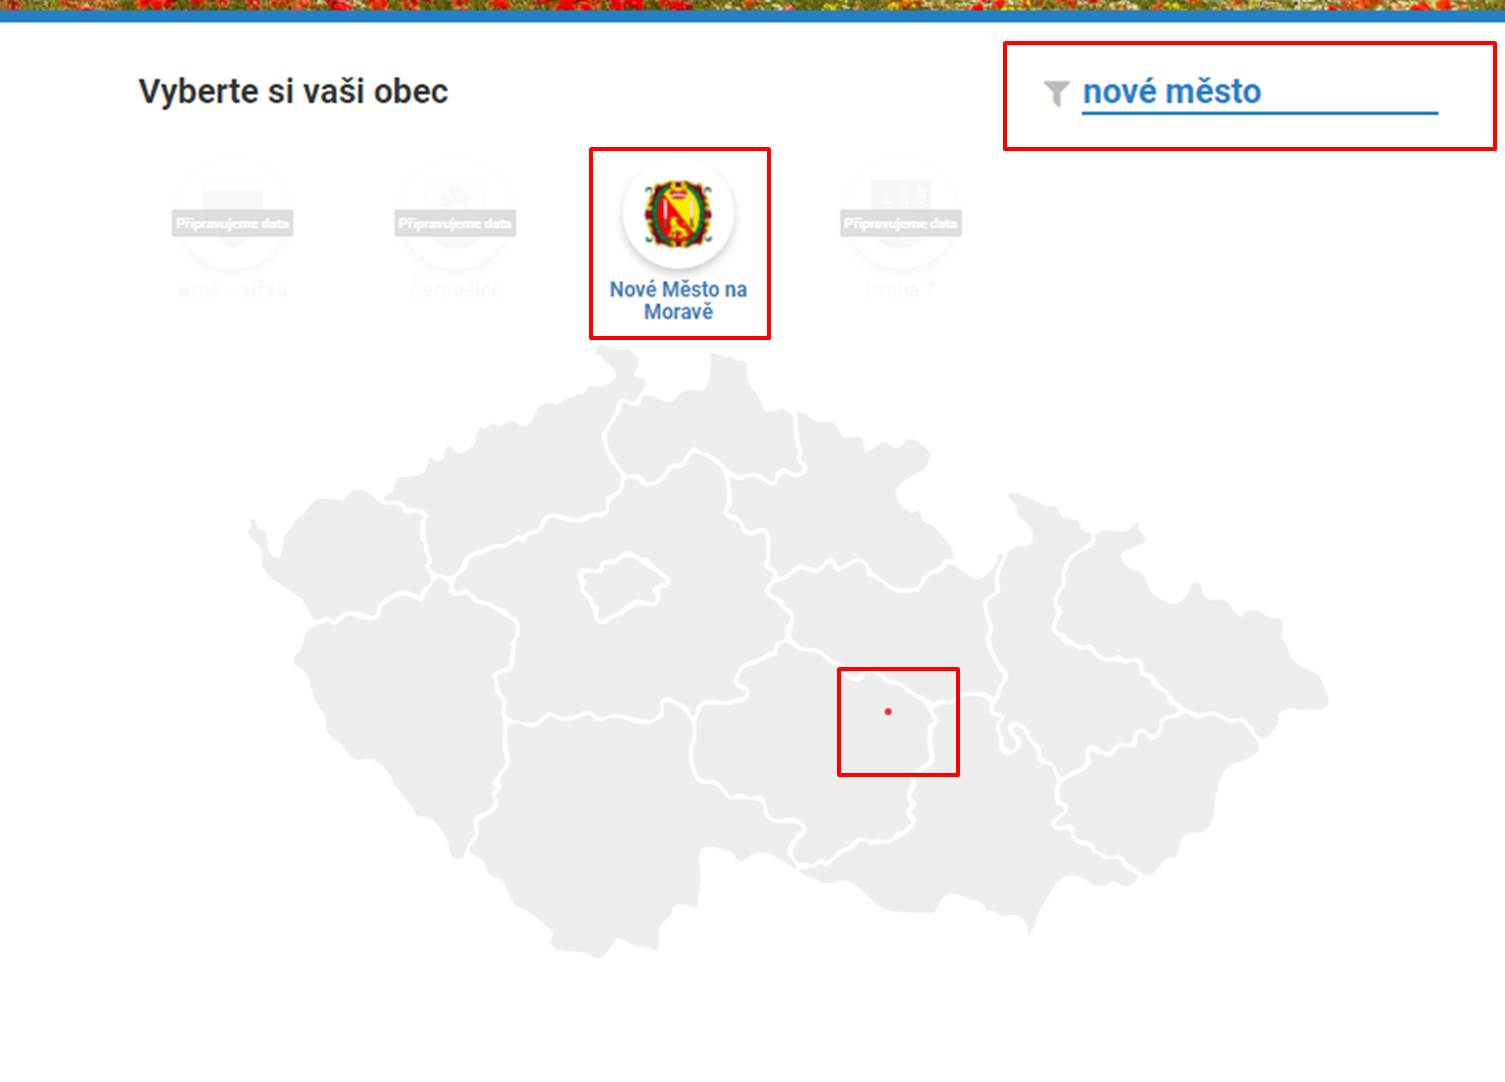 Vyberte si vaši obec
nové město
Připravujeme data
Připravujeme data
Připravujeme data
Brno - střed
Černošice
Nové Město na
Moravě
Praha 7